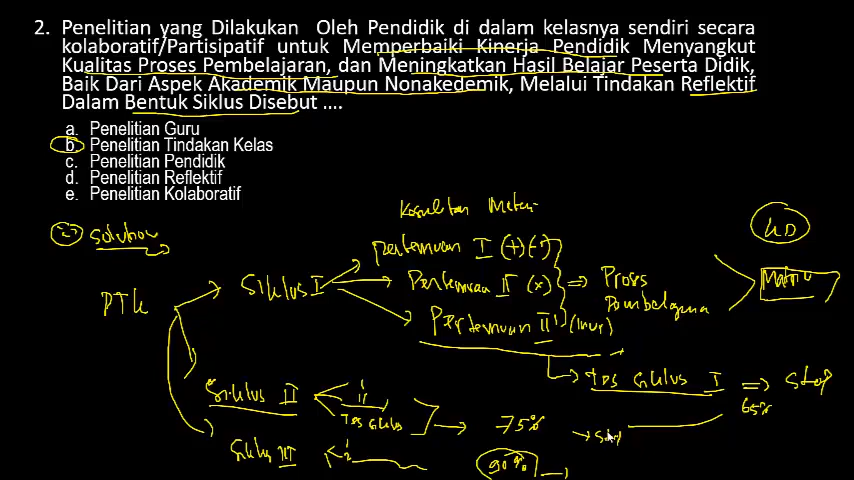 2. Penelitian yang Dilakukan Oleh Pendidik di dalam kelasnya sendiri secara
kolaboratif/Partisipatif untuk Memperbaiki Kinerja Pendidik Menyangkut
Kualitas Proses Pembelajaran, dan Meningkatkan Hasil Belajar Peserta Didik,
Baik Dari Aspek Akademik Maupun Nonakedemik, Melalui Tindakan Reflektif
Dalam Bentuk Siklus Disebut ....
a. Penelitian Guru
b. Penelitian Tindakan Kelas
c. Penelitian Pendidik
d. Penelitian Reflektif
e. Penelitian Kolaboratif
Kesulitan Materi
KD
Solution
Pertemuan I (+) (-)
PTK
Siklus I
Pertemuan II (x)
Proses
Pembelajaran
Materi
Pertemuan III
Tes Siklus I
Stop
65%
Siklus II
Tes Siklus
75%
Stop
Siklus III
90%